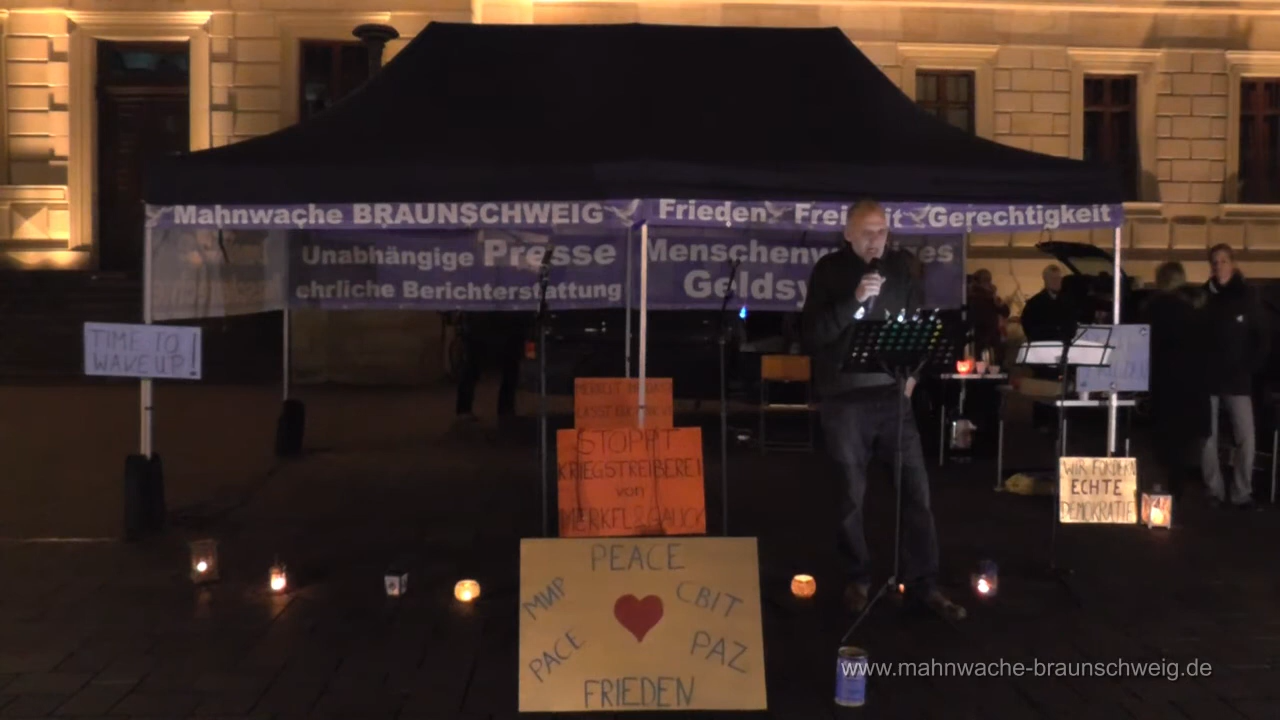 Mahnwache BRAUNSCHWEIG
Frieden Freiheit Gerechtigkeit
Unabhängige Presse
ehrliche Berichterstattung
Geldsy
TIME TO
WAKE UP!
STOPPT
KRIEGSTREIBEREI
von
MERKEL & GAUCK
WIR FORDERN
ECHTE
DEMOKRATIE
PEACE
МИР
СВІТ
PACE
PAZ
FRIEDEN
www.mahnwache-braunschweig.de